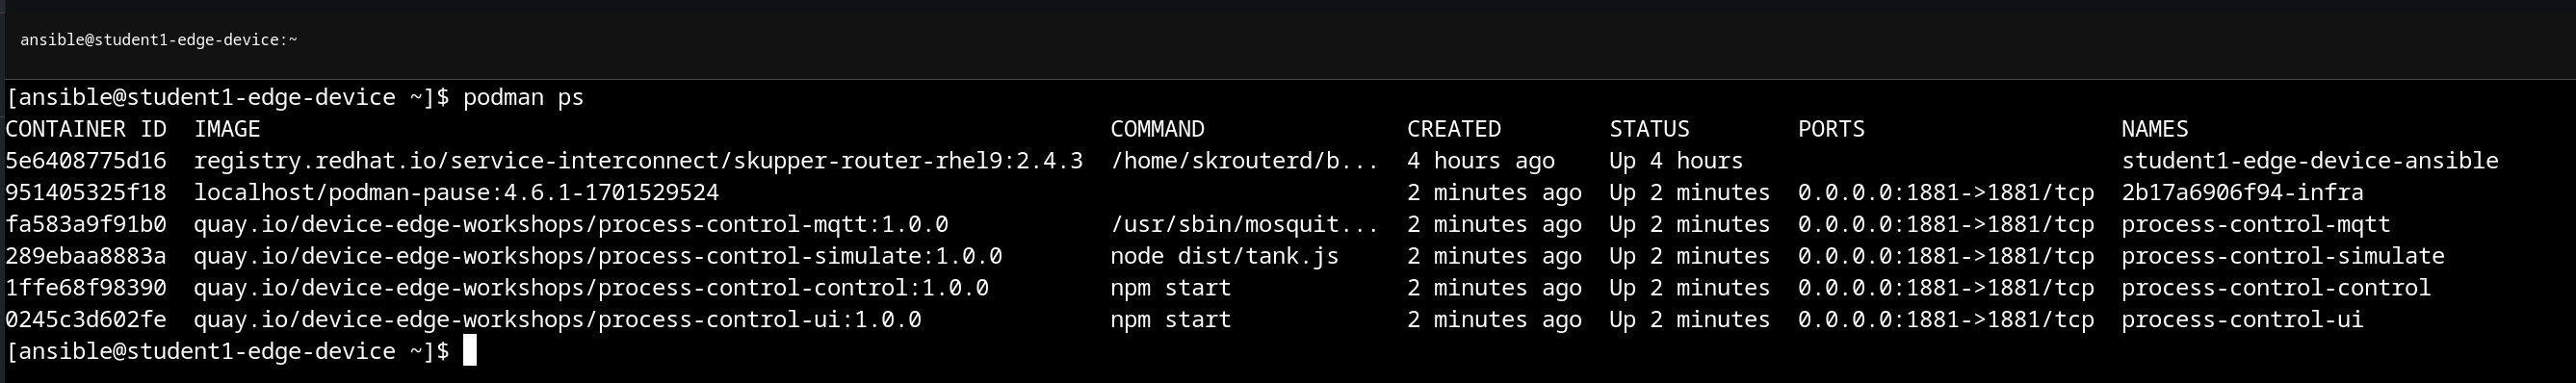 ansible@student1-edge-device:~
[ansible@student1-edge-device ~]$ podman ps
CONTAINER ID  IMAGE                                                               COMMAND               CREATED        STATUS        PORTS                   NAMES
5e6408775d16  registry.redhat.io/service-interconnect/skupper-router-rhel9:2.4.3  /home/skrouterd/b...  4 hours ago    Up 4 hours                            student1-edge-device-ansible
951405325f18  localhost/podman-pause:4.6.1-1701529524                                                   2 minutes ago  Up 2 minutes  0.0.0.0:1881->1881/tcp  2b17a6906f94-infra
fa583a9f91b0  quay.io/device-edge-workshops/process-control-mqtt:1.0.0            /usr/sbin/mosquit...  2 minutes ago  Up 2 minutes  0.0.0.0:1881->1881/tcp  process-control-mqtt
289ebaa8883a  quay.io/device-edge-workshops/process-control-simulate:1.0.0        node dist/tank.js     2 minutes ago  Up 2 minutes  0.0.0.0:1881->1881/tcp  process-control-simulate
1ffe68f98390  quay.io/device-edge-workshops/process-control-control:1.0.0         npm start             2 minutes ago  Up 2 minutes  0.0.0.0:1881->1881/tcp  process-control-control
0245c3d602fe  quay.io/device-edge-workshops/process-control-ui:1.0.0              npm start             2 minutes ago  Up 2 minutes  0.0.0.0:1881->1881/tcp  process-control-ui
[ansible@student1-edge-device ~]$